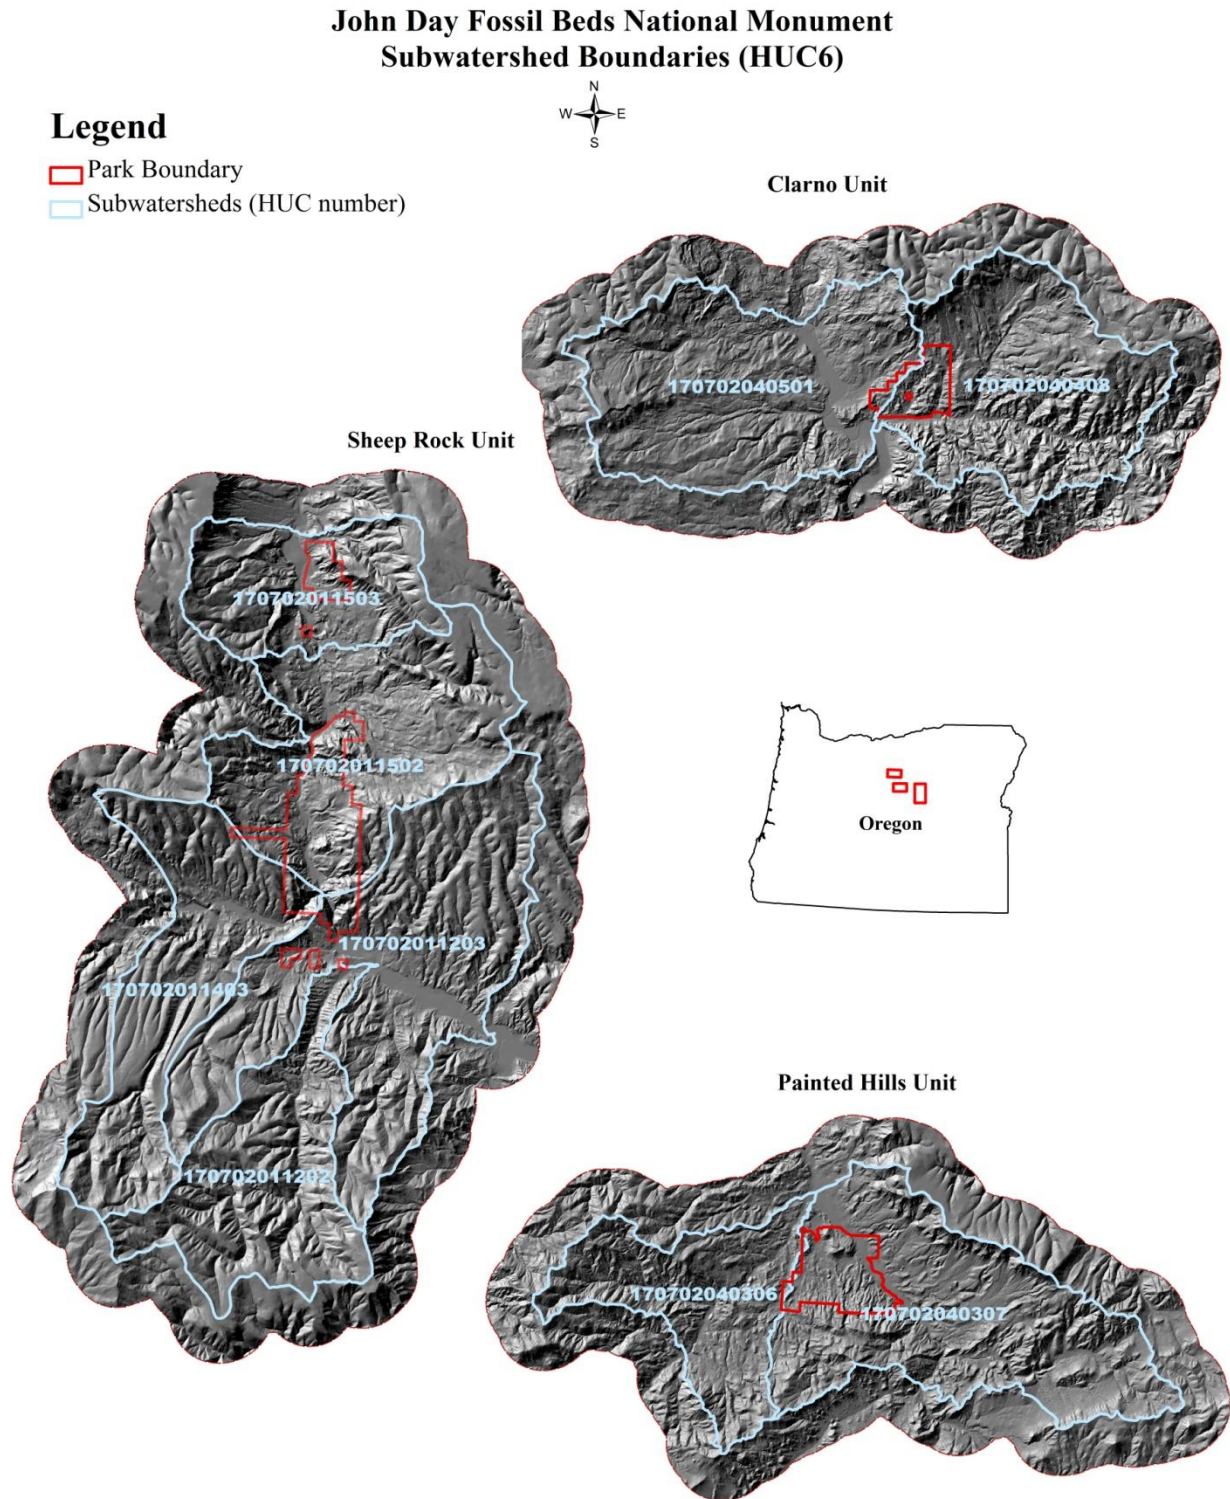 John Day Fossil Beds National Monument
Subwatershed Boundaries (HUC6)
N
W E
S
Legend
Park Boundary
Subwatersheds (HUC number)
Clarno Unit
170702040501
170702040408
Sheep Rock Unit
170702011503
170702011502
170702011203
170702011403
170702011202
Oregon
Painted Hills Unit
170702040306
170702040307